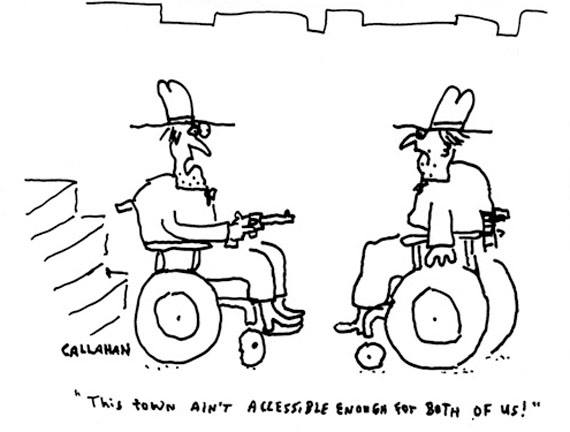 CALLAHAN
"This town AIN'T ACCESSIBLE ENOUGH FOR BOTH OF US!"